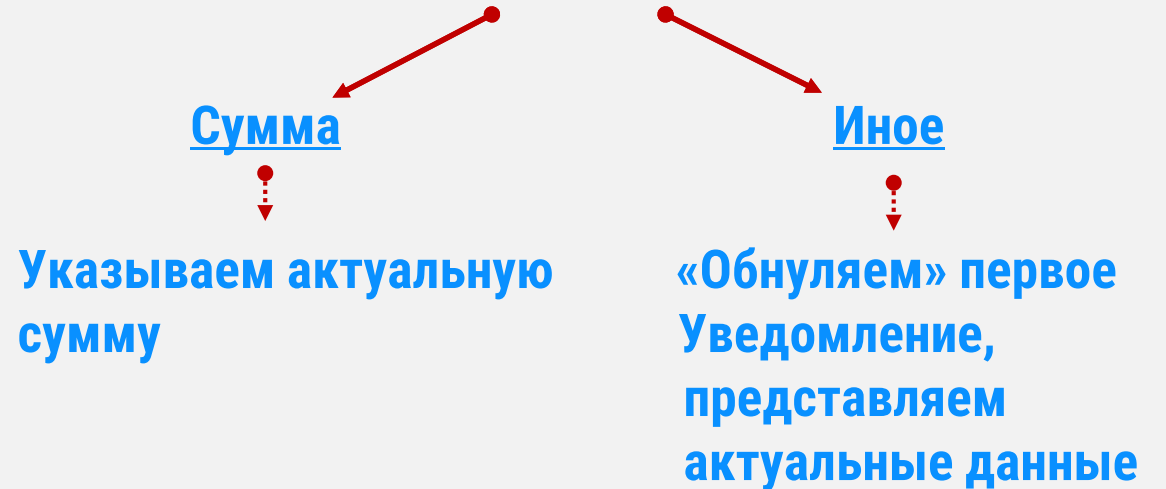 Сумма
Иное
Указываем актуальную
сумму
«Обнуляем» первое
Уведомление,
представляем
актуальные данные